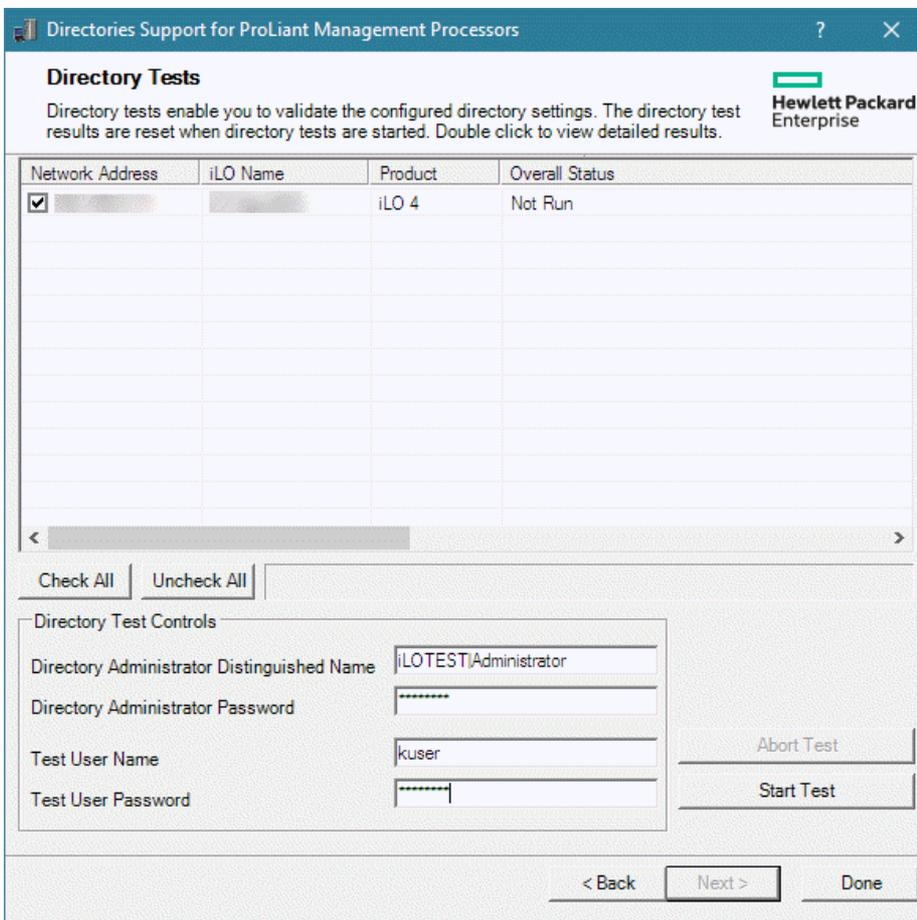 Directories Support for ProLiant Management Processors ? ×
Directory Tests
Directory tests enable you to validate the configured directory settings. The directory test
results are reset when directory tests are started. Double click to view detailed results.
Hewlett Packard
Enterprise
Network Address iLO Name Product Overall Status
iLO 4 Not Run
Check All Uncheck All
Directory Test Controls
Directory Administrator Distinguished Name iLOTEST|Administrator
Directory Administrator Password ********
Test User Name kuser
Abort Test
Test User Password ********
Start Test
< Back Next > Done